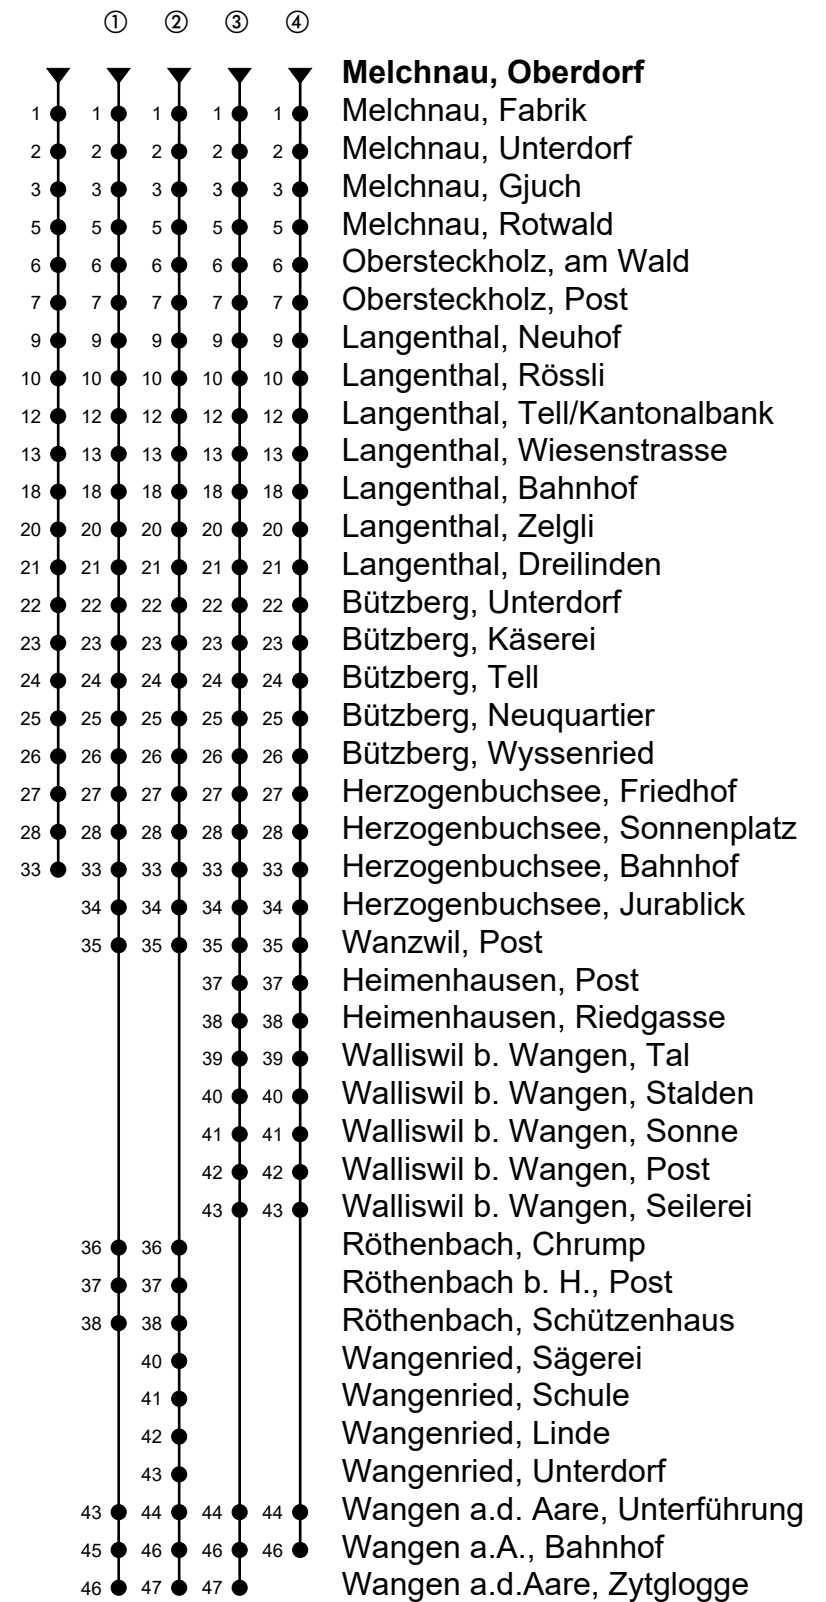 ① ② ③ ④
Melchnau, Oberdorf
1 1 1 1 1 Melchnau, Fabrik
2 2 2 2 2 Melchnau, Unterdorf
3 3 3 3 3 Melchnau, Gjuch
5 5 5 5 5 Melchnau, Rotwald
6 6 6 6 6 Obersteckholz, am Wald
7 7 7 7 7 Obersteckholz, Post
9 9 9 9 9 Langenthal, Neuhof
10 10 10 10 10 Langenthal, Rössli
12 12 12 12 12 Langenthal, Tell/Kantonalbank
13 13 13 13 13 Langenthal, Wiesenstrasse
18 18 18 18 18 Langenthal, Bahnhof
20 20 20 20 20 Langenthal, Zelgli
21 21 21 21 21 Langenthal, Dreilinden
22 22 22 22 22 Bützberg, Unterdorf
23 23 23 23 23 Bützberg, Käserei
24 24 24 24 24 Bützberg, Tell
25 25 25 25 25 Bützberg, Neuquartier
26 26 26 26 26 Bützberg, Wyssenried
27 27 27 27 27 Herzogenbuchsee, Friedhof
28 28 28 28 28 Herzogenbuchsee, Sonnenplatz
33 33 33 33 33 Herzogenbuchsee, Bahnhof
34 34 34 34 Herzogenbuchsee, Jurablick
35 35 35 35 Wanzwil, Post
37 37 Heimenhausen, Post
38 38 Heimenhausen, Riedgasse
39 39 Walliswil b. Wangen, Tal
40 40 Walliswil b. Wangen, Stalden
41 41 Walliswil b. Wangen, Sonne
42 42 Walliswil b. Wangen, Post
43 43 Walliswil b. Wangen, Seilerei
36 36 Röthenbach, Chrump
37 37 Röthenbach b. H., Post
38 38 Röthenbach, Schützenhaus
40 Wangenried, Sägerei
41 Wangenried, Schule
42 Wangenried, Linde
43 Wangenried, Unterdorf
43 44 44 44 Wangen a.d. Aare, Unterführung
45 46 46 46 Wangen a.A., Bahnhof
46 47 47 Wangen a.d.Aare, Zytglogge